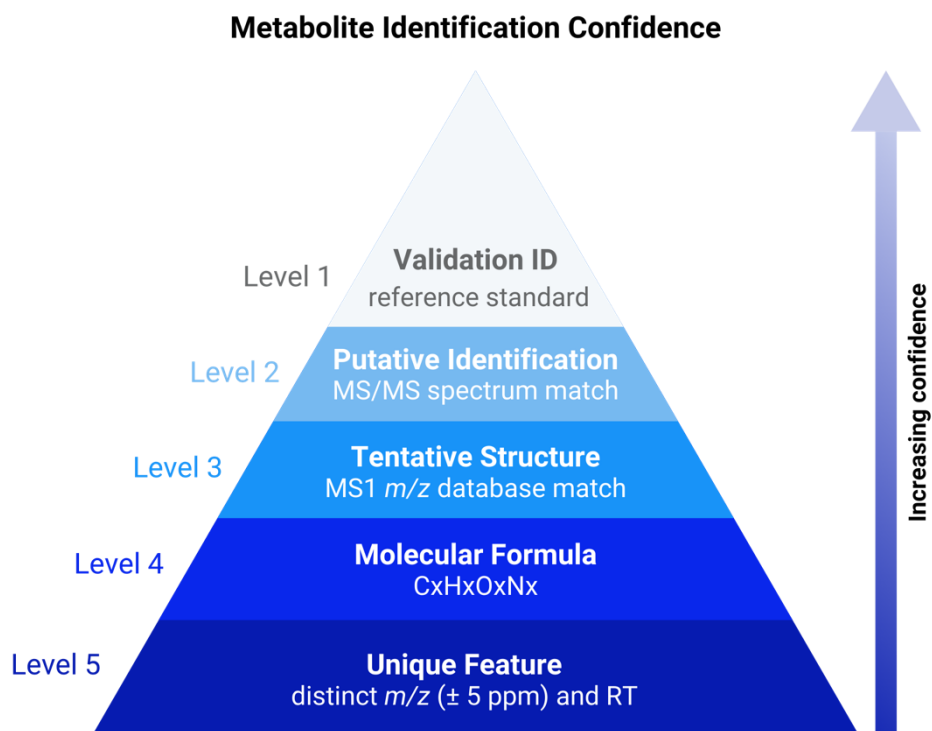 Metabolite Identification Confidence
Level 1
Validation ID
reference standard
Level 2
Putative Identification
MS/MS spectrum match
Level 3
Tentative Structure
MS1 m/z database match
Level 4
Molecular Formula
CxHxOxNx
Level 5
Unique Feature
distinct m/z (± 5 ppm) and RT
Increasing confidence